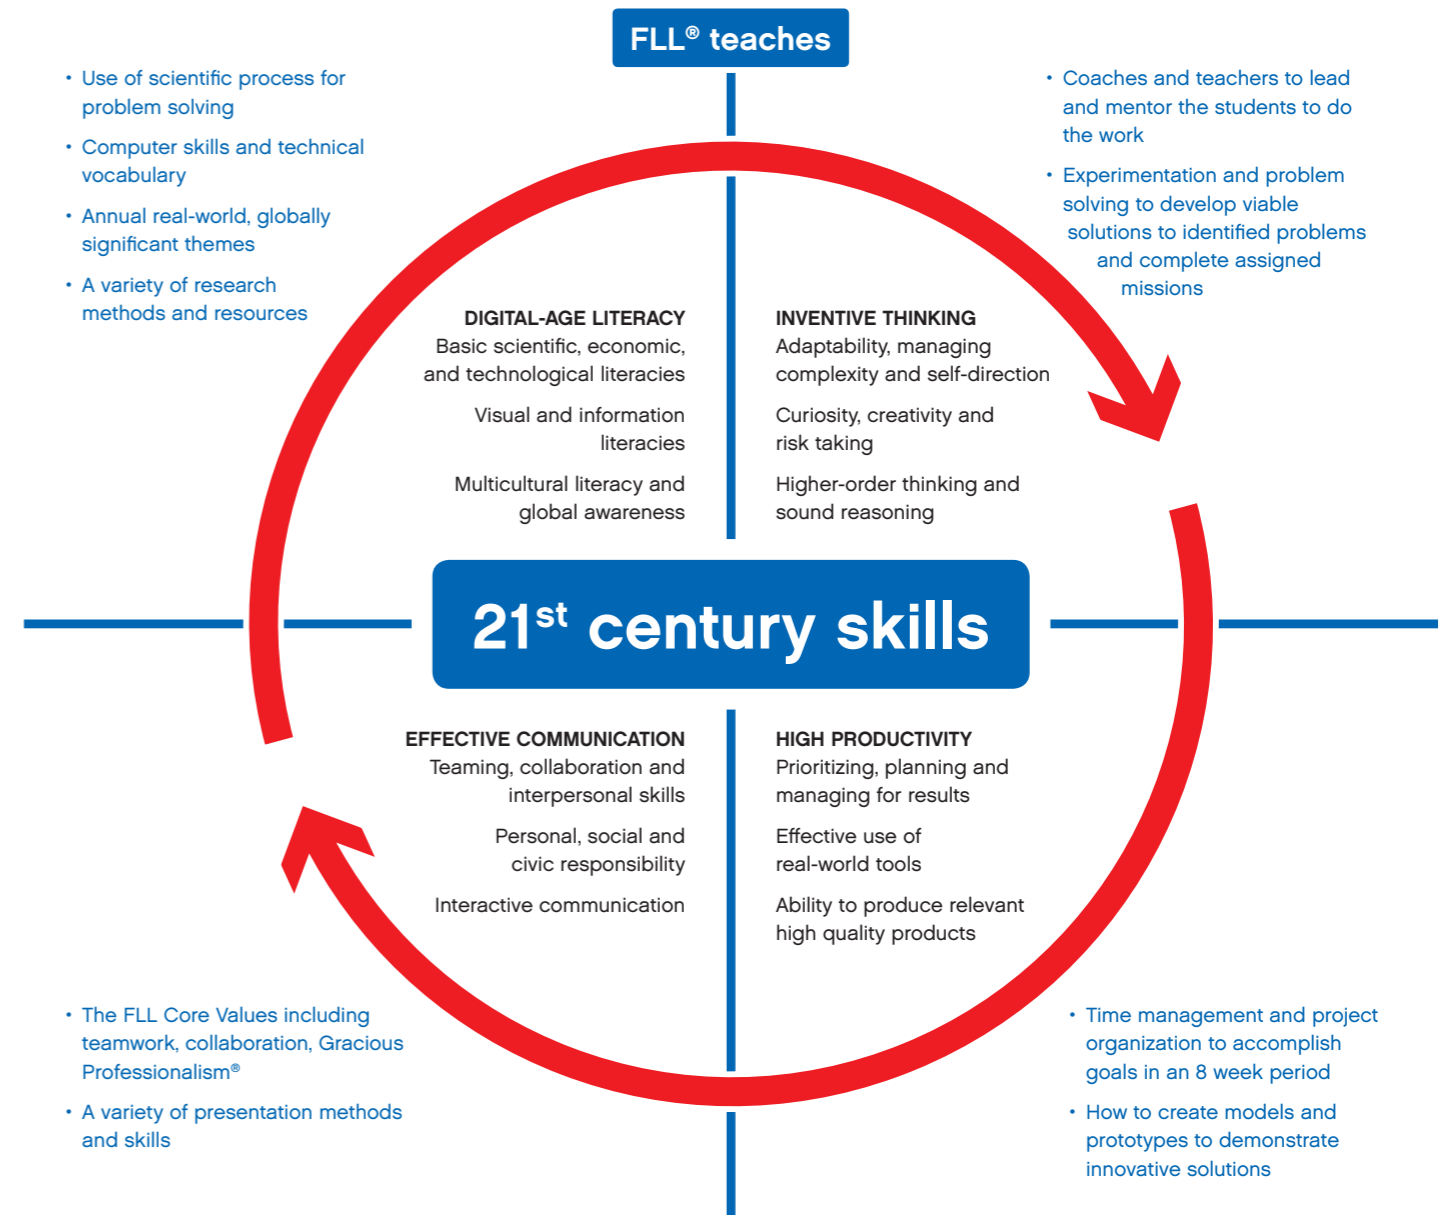 FLL® teaches
• Use of scientific process for
problem solving
• Computer skills and technical
vocabulary
• Annual real-world, globally
significant themes
• A variety of research
methods and resources
• Coaches and teachers to lead
and mentor the students to do
the work
• Experimentation and problem
solving to develop viable
solutions to identified problems
and complete assigned
missions
DIGITAL-AGE LITERACY
Basic scientific, economic,
and technological literacies
Visual and information
literacies
Multicultural literacy and
global awareness
INVENTIVE THINKING
Adaptability, managing
complexity and self-direction
Curiosity, creativity and
risk taking
Higher-order thinking and
sound reasoning
21st century skills
EFFECTIVE COMMUNICATION
Teaming, collaboration and
interpersonal skills
Personal, social and
civic responsibility
Interactive communication
HIGH PRODUCTIVITY
Prioritizing, planning and
managing for results
Effective use of
real-world tools
Ability to produce relevant
high quality products
• The FLL Core Values including
teamwork, collaboration, Gracious
Professionalism®
• A variety of presentation methods
and skills
• Time management and project
organization to accomplish
goals in an 8 week period
• How to create models and
prototypes to demonstrate
innovative solutions